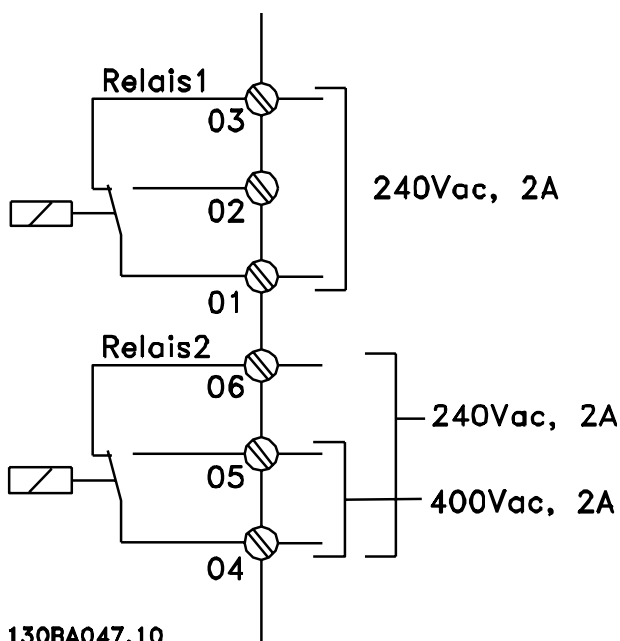 Relais1
03
02
240Vac, 2A
01
Relais2
06
240Vac, 2A
05
400Vac, 2A
04
130BA047.10